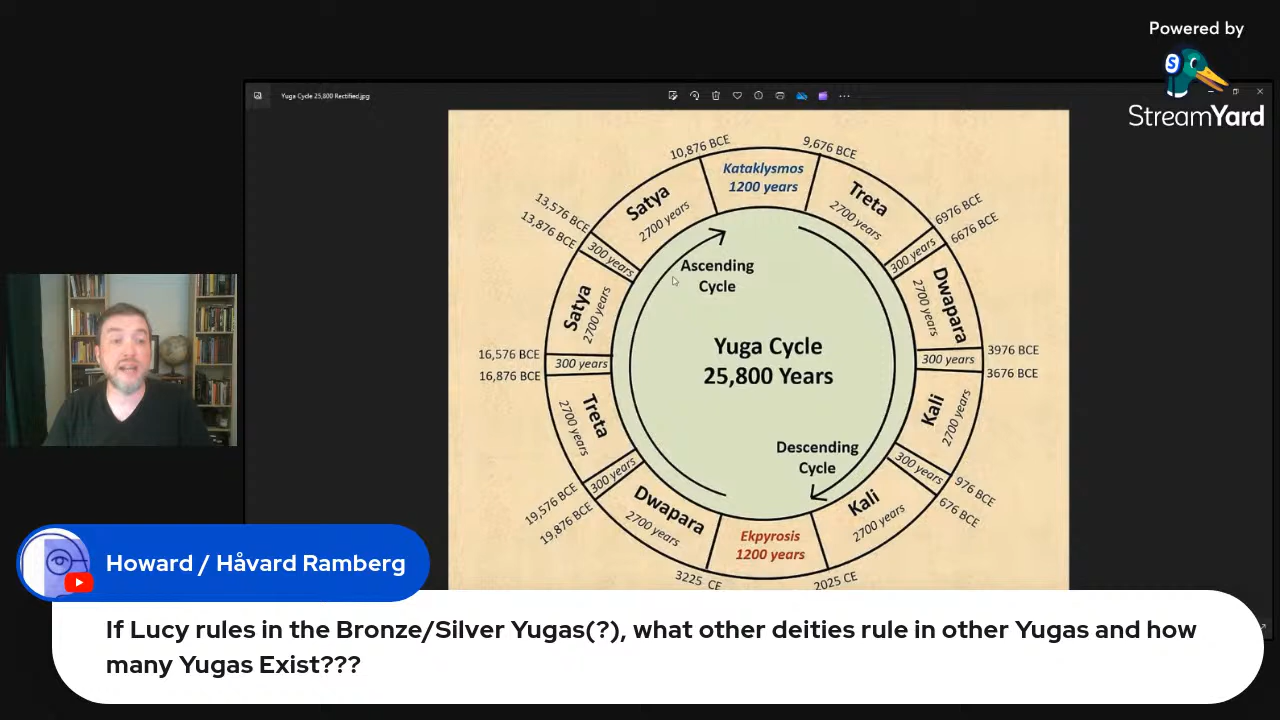 Powered by
StreamYard
Yuga Cycle 25,800 Rectified.jpg
10,876 BCE
9,676 BCE
Kataklysmos
1200 years
Satya
2700 years
Treta
2700 years
13,576 BCE
13,876 BCE
300 years
6976 BCE
6676 BCE
300 years
Ascending
Cycle
Satya
2700 years
Dwapara
2700 years
Yuga Cycle
25,800 Years
16,576 BCE
16,876 BCE
300 years
3976 BCE
3676 BCE
300 years
Treta
2700 years
Kali
2700 years
Descending
Cycle
19,576 BCE
19,876 BCE
300 years
976 BCE
676 BCE
300 years
Dwapara
2700 years
Kali
2700 years
Ekpyrosis
1200 years
3225 CE
2025 CE
Howard / Håvard Ramberg
If Lucy rules in the Bronze/Silver Yugas(?), what other deities rule in other Yugas and how
many Yugas Exist???